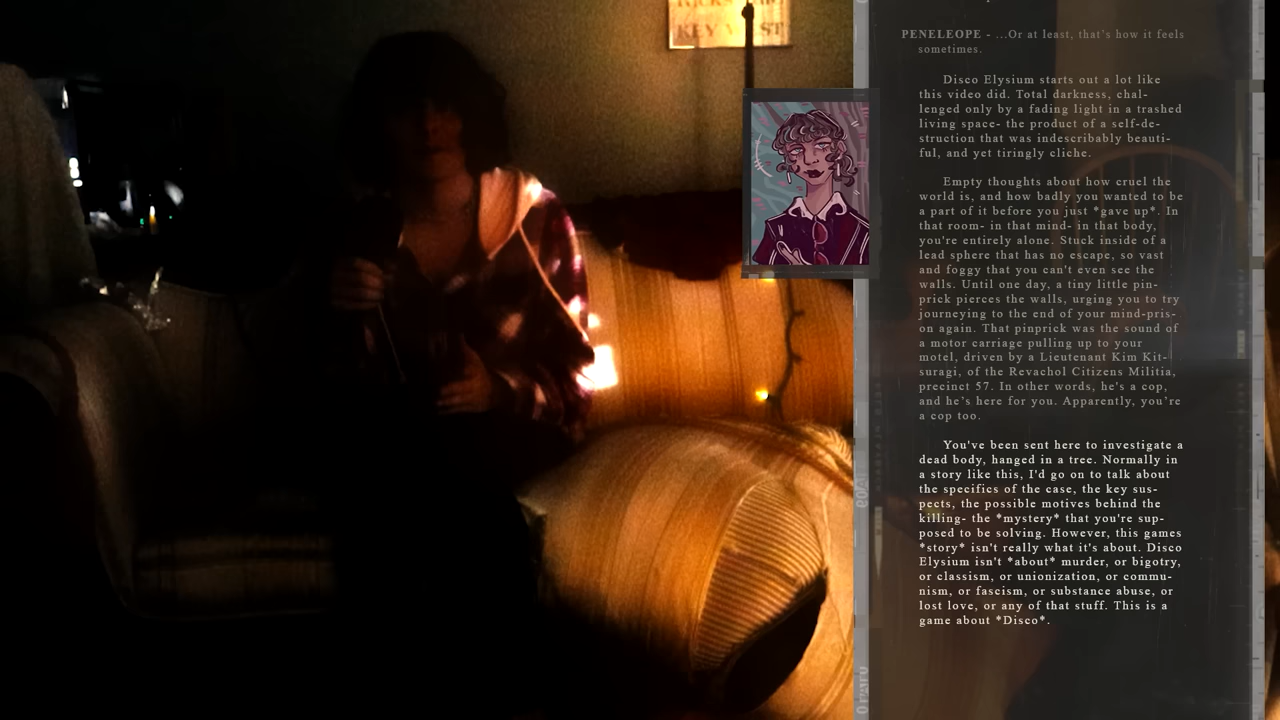 KEY W ST
PENELEOPE - ...Or at least, that's how it feels
sometimes.
Disco Elysium starts out a lot like
this video did. Total darkness, chal-
lenged only by a fading light in a trashed
living space- the product of a self-de-
struction that was indescribably beauti-
ful, and yet tiringly cliche.
Empty thoughts about how cruel the
world is, and how badly you wanted to be
a part of it before you just *gave up*. In
that room- in that mind- in that body,
you're entirely alone. Stuck inside of a
lead sphere that has no escape, so vast
and foggy that you can't even see the
walls. Until one day, a tiny little pin-
prick pierces the walls, urging you to try
journeying to the end of your mind-pris-
on again. That pinprick was the sound of
a motor carriage pulling up to your
motel, driven by a Lieutenant Kim Kit-
suragi, of the Revachol Citizens Militia,
precinct 57. In other words, he's a cop,
and he's here for you. Apparently, you're
a cop too.
You've been sent here to investigate a
dead body, hanged in a tree. Normally in
a story like this, I'd go on to talk about
the specifics of the case, the key sus-
pects, the possible motives behind the
killing- the *mystery* that you're sup-
posed to be solving. However, this games
*story* isn't really what it's about. Disco
Elysium isn't *about* murder, or bigotry,
or classism, or unionization, or commu-
nism, or fascism, or substance abuse, or
lost love, or any of that stuff. This is a
game about *Disco*.